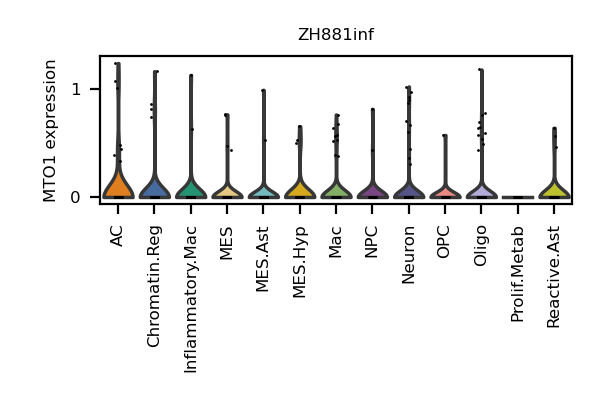 ZH881inf
MTO1 expression
1
0
AC
Chromatin.Reg
Inflammatory.Mac
MES
MES.Ast
MES.Hyp
Mac
NPC
Neuron
OPC
Oligo
Prolif.Metab
Reactive.Ast